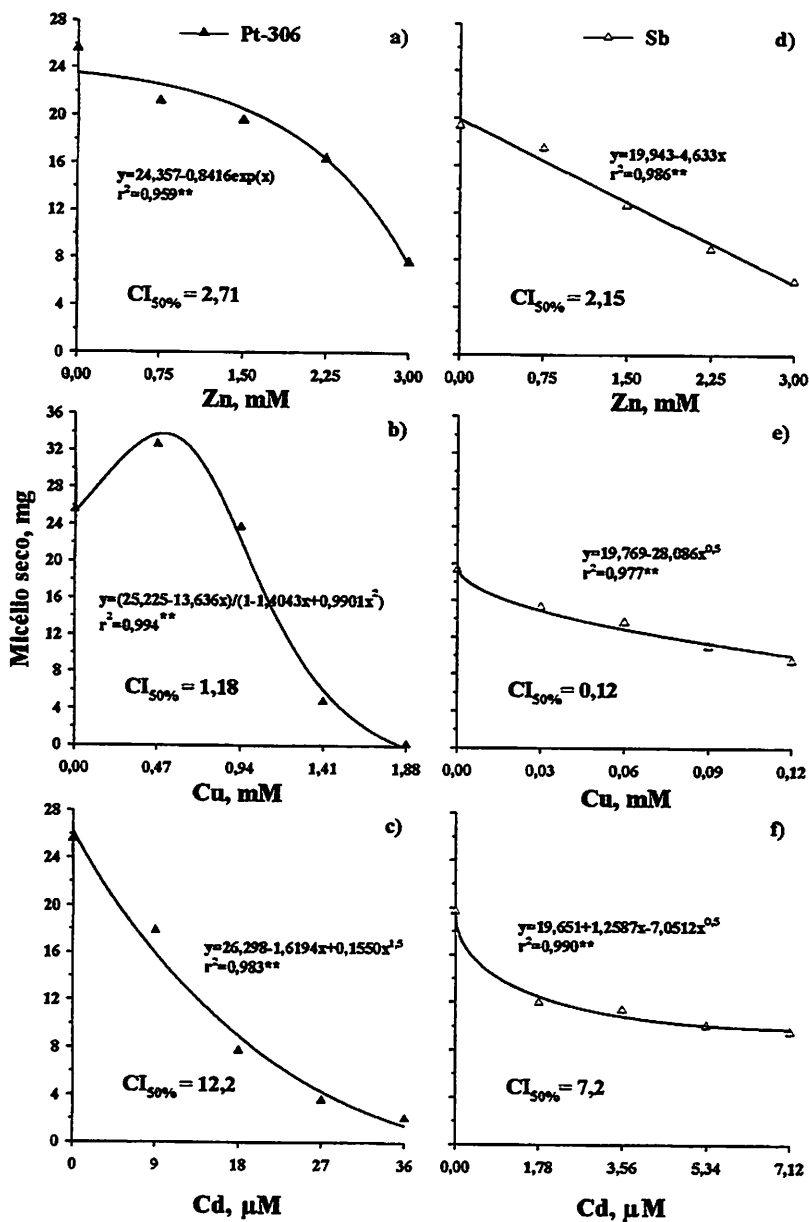 Micélio seco, mg
Pt-306
a)
28
24
20
16
12
8
4
0
y=24,357-0,8416exp(x)
r²=0,959**
CI50% = 2,71
0,00 0,75 1,50 2,25 3,00
Zn, mM
Sb
d)
y=19,943-4,633x
r²=0,986**
CI50% = 2,15
0,00 0,75 1,50 2,25 3,00
Zn, mM
b)
36
32
28
24
20
16
12
8
4
0
y=(25,225-13,636x)/(1-1,4043x+0,9901x²)
r²=0,994**
CI50% = 1,18
0,00 0,47 0,94 1,41 1,88
Cu, mM
e)
y=19,769-28,086x^0,5
r²=0,977**
CI50% = 0,12
0,00 0,03 0,06 0,09 0,12
Cu, mM
c)
28
24
20
16
12
8
4
0
y=26,298-1,6194x+0,1550x^1,5
r²=0,983**
CI50% = 12,2
0 9 18 27 36
Cd, µM
f)
y=19,651+1,2587x-7,0512x^0,5
r²=0,990**
CI50% = 7,2
0,00 1,78 3,56 5,34 7,12
Cd, µM